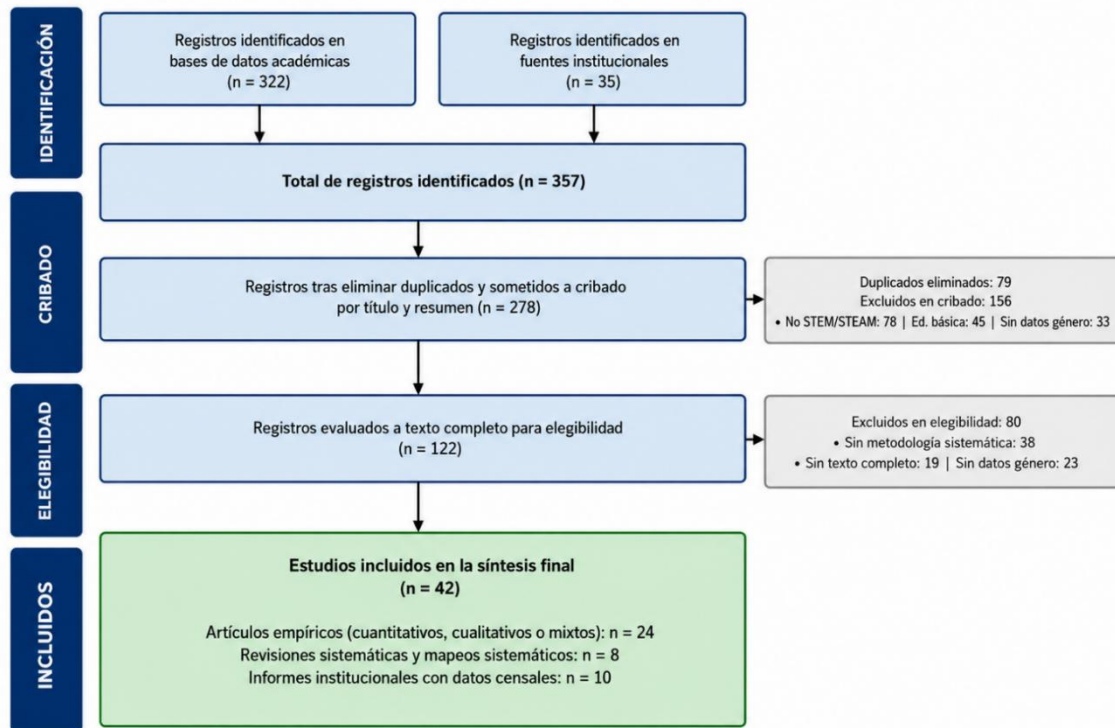 IDENTIFICACIÓN
Registros identificados en
bases de datos académicas
(n = 322)
Registros identificados en
fuentes institucionales
(n = 35)
Total de registros identificados (n = 357)
CRIBADO
Registros tras eliminar duplicados y sometidos a cribado
por título y resumen (n = 278)
Duplicados eliminados: 79
Excluidos en cribado: 156
• No STEM/STEAM: 78 | Ed. básica: 45 | Sin datos género: 33
ELEGIBILIDAD
Registros evaluados a texto completo para elegibilidad
(n = 122)
Excluidos en elegibilidad: 80
• Sin metodología sistemática: 38
• Sin texto completo: 19 | Sin datos género: 23
INCLUIDOS
Estudios incluidos en la síntesis final
(n = 42)
Artículos empíricos (cuantitativos, cualitativos o mixtos): n = 24
Revisiones sistemáticas y mapeos sistemáticos: n = 8
Informes institucionales con datos censales: n = 10